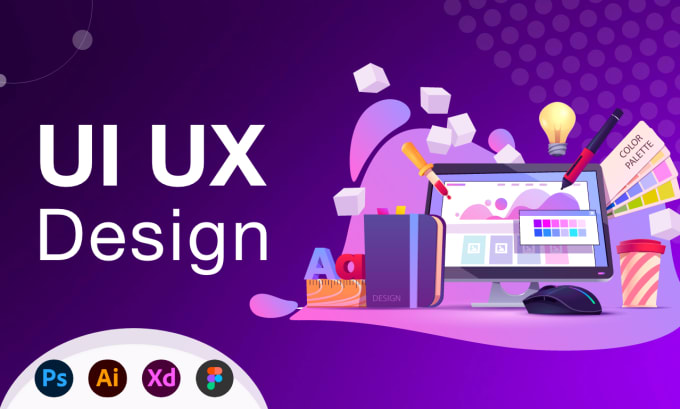 UI UX
Design
COLOR
PALETTE
Aa
DESIGN
Ps
Ai
Xd